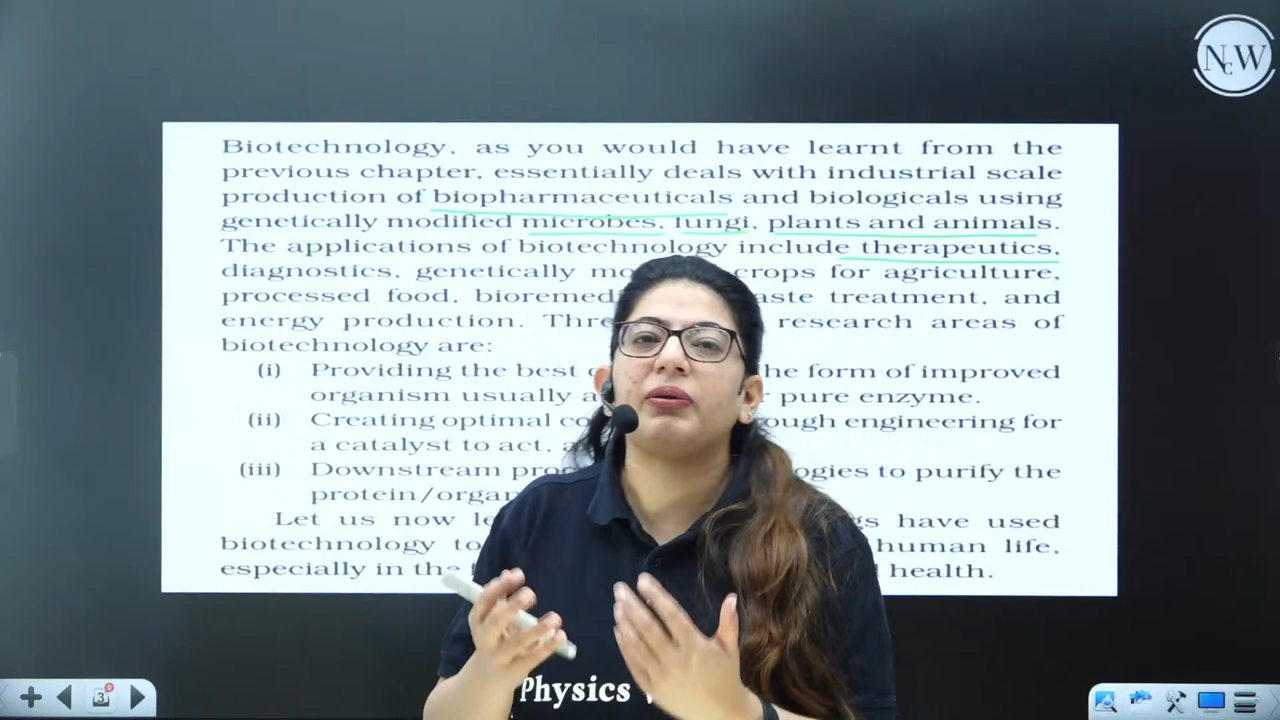 NCW
Biotechnology, as you would have learnt from the
previous chapter, essentially deals with industrial scale
production of biopharmaceuticals and biologicals using
genetically modified microbes, fungi, plants and animals.
The applications of biotechnology include therapeutics,
diagnostics, genetically mo crops for agriculture,
processed food, bioremedi aste treatment, and
energy production. Thre research areas of
biotechnology are:
(i) Providing the best he form of improved
organism usually a pure enzyme.
(ii) Creating optimal co ough engineering for
a catalyst to act, a
(iii) Downstream proc ogies to purify the
protein/organ
Let us now le gs have used
biotechnology to human life,
especially in the f health.
3
Physics W